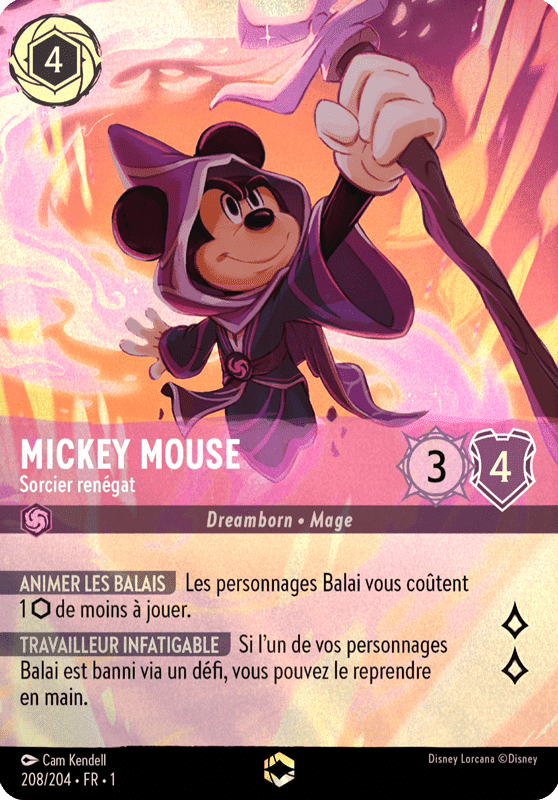 4
MICKEY MOUSE
Sorcier renégat
3
4
Dreamborn • Mage
ANIMER LES BALAIS Les personnages Balai vous coûtent
1 de moins à jouer.
TRAVAILLEUR INFATIGABLE Si l’un de vos personnages
Balai est banni via un défi, vous pouvez le reprendre
en main.
Cam Kendell
Disney Lorcana ©Disney
208/204 • FR • 1